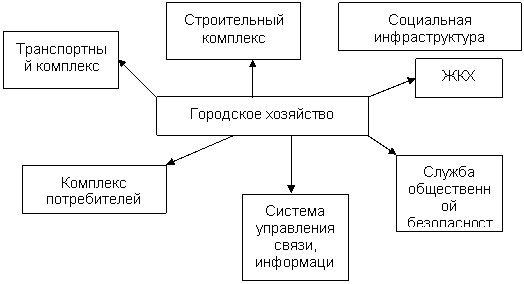 Строительный
комплекс
Социальная
инфраструктура
Транспортны
й комплекс
ЖКХ
Городское хозяйство
Комплекс
потребителей
Служба
общественн
ой
безопасност
Система
управления
связи,
информаци